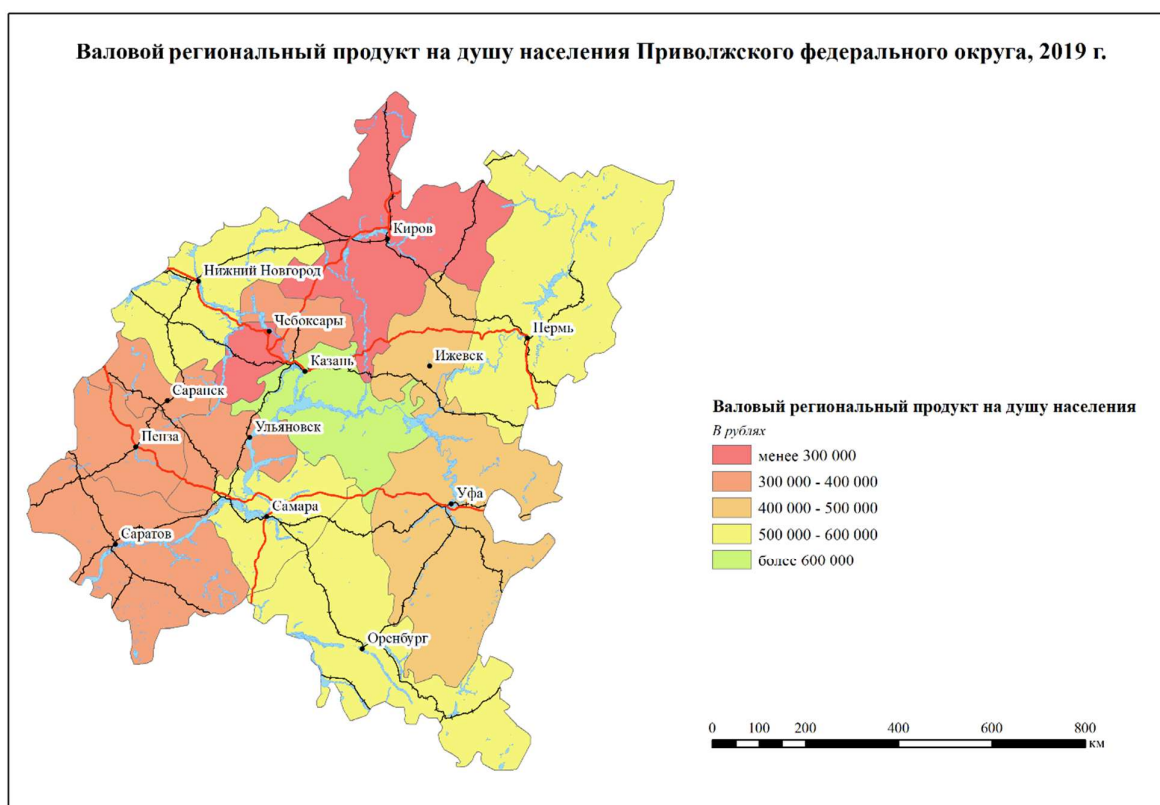 Валовой региональный продукт на душу населения Приволжского федерального округа, 2019 г.
Киров
Нижний Новгород
Чебоксары
Пермь
Казань
Ижевск
Саранск
Ульяновск
Пенза
Уфа
Самара
Саратов
Оренбург
Валовый региональный продукт на душу населения
В рублях
менее 300 000
300 000 - 400 000
400 000 - 500 000
500 000 - 600 000
более 600 000
0 100 200 400 600 800
км